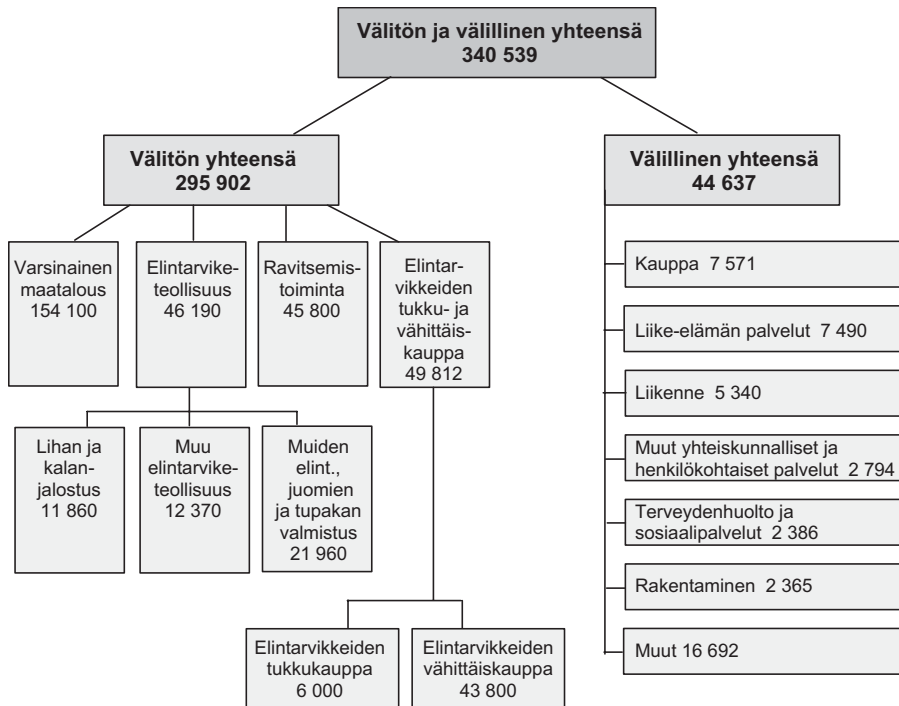 Välitön ja välillinen yhteensä
340 539
Välitön yhteensä
295 902
Välillinen yhteensä
44 637
Varsinainen
maatalous
154 100
Elintarvike-
teollisuus
46 190
Ravitsemis-
toiminta
45 800
Elintar-
vikkeiden
tukku- ja
vähittäis-
kauppa
49 812
Lihan ja
kalan-
jalostus
11 860
Muu
elintarvike-
teollisuus
12 370
Muiden
elint.,
juomien
ja tupakan
valmistus
21 960
Elintarvikkeiden
tukkukauppa
6 000
Elintarvikkeiden
vähittäiskauppa
43 800
Kauppa 7 571
Liike-elämän palvelut 7 490
Liikenne 5 340
Muut yhteiskunnalliset ja
henkilökohtaiset palvelut 2 794
Terveydenhuolto ja
sosiaalipalvelut 2 386
Rakentaminen 2 365
Muut 16 692